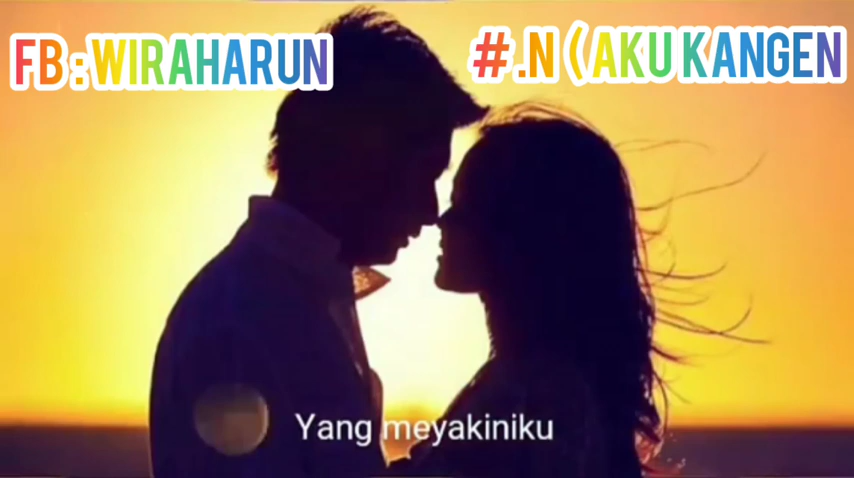 FB : WIRAHARUN
# .N ( AKU KANGEN
Yang meyakiniku